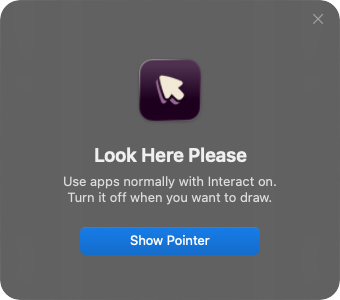 Look Here Please
Use apps normally with Interact on.
Turn it off when you want to draw.
Show Pointer